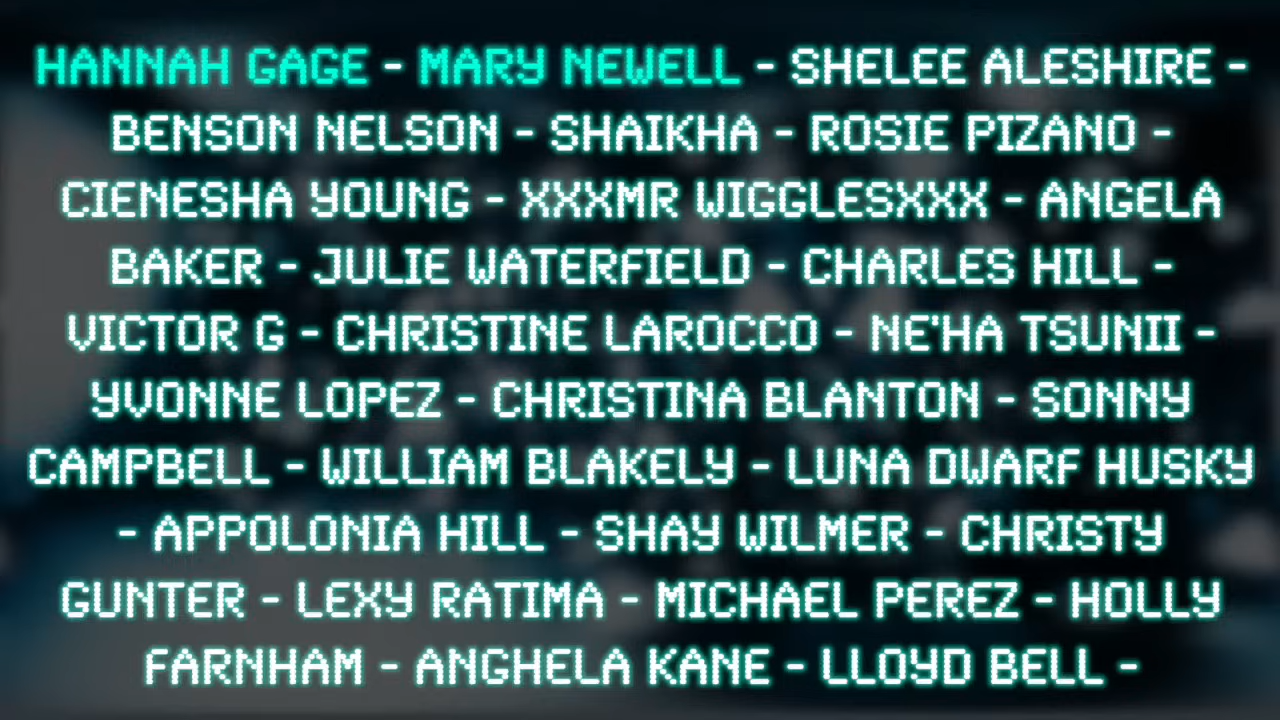 HANNAH GAGE - MARY NEWELL - SHELEE ALESHIRE -
BENSON NELSON - SHAIKHA - ROSIE PIZANO -
CIENESHA YOUNG - XXXMR WIGGLESXXX - ANGELA
BAKER - JULIE WATERFIELD - CHARLES HILL -
VICTOR G - CHRISTINE LAROCCO - NE'HA TSUNII -
YVONNE LOPEZ - CHRISTINA BLANTON - SONNY
CAMPBELL - WILLIAM BLAKELY - LUNA DWARF HUSKY
- APPOLONIA HILL - SHAY WILMER - CHRISTY
GUNTER - LEXY RATIMA - MICHAEL PEREZ - HOLLY
FARNHAM - ANGHELA KANE - LLOYD BELL -